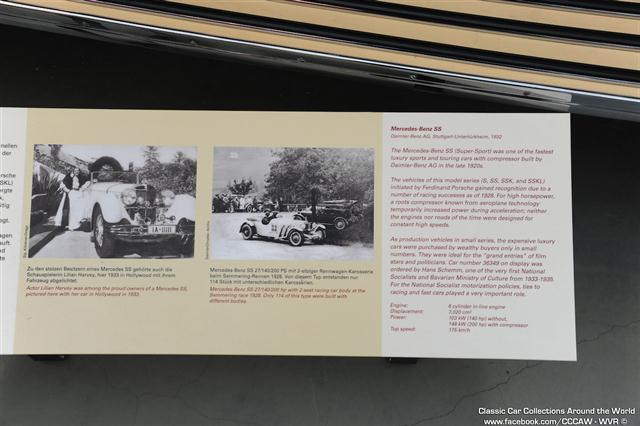 nellen
der
orsche
SSKL)
orgte
k,
itig
ngt.
lauft.
IA-11111
Zu den stolzen Besitzern eines Mercedes SS gehörte auch die
Schauspielerin Lilian Harvey, hier 1933 in Hollywood mit ihrem
Fahrzeug abgelichtet.
Actor Lilian Harvey was among the proud owners of a Mercedes SS,
pictured here with her car in Hollywood in 1933.
Mercedes-Benz SS 27/140/200 PS mit 2-sitziger Rennwagen-Karosserie
beim Semmering-Rennen 1928. Von diesem Typ entstanden nur
114 Stück mit unterschiedlichen Karosserien.
Mercedes-Benz SS 27/140/200 hp with 2-seat racing car body at the
Semmering race 1928. Only 114 of this type were built with
different bodies.
Mercedes-Benz SS
Daimler-Benz AG, Stuttgart-Untertürkheim, 1932
The Mercedes-Benz SS (Super-Sport) was one of the fastest
luxury sports and touring cars with compressor built by
Daimler-Benz AG in the late 1920s.
The vehicles of this model series (S, SS, SSK, and SSKL)
initiated by Ferdinand Porsche gained recognition due to a
number of racing successes as of 1928. For high horsepower,
a roots compressor known from aeroplane technology
temporarily increased power during acceleration; neither
the engines nor roads of the time were designed for
constant high speeds.
As production vehicles in small series, the expensive luxury
cars were purchased by wealthy buyers only in small
numbers. They were ideal for the "grand entries" of film
stars and politicians. Car number 36349 on display was
ordered by Hans Schemm, one of the very first National
Socialists and Bavarian Ministry of Culture from 1933-1935.
For the National Socialist motorization policies, ties to
racing and fast cars played a very important role.
Engine: 6 cylinder in-line engine
Displacement: 7,020 cm³
Power: 103 kW (140 hp) without,
148 kW (200 hp) with compressor
Top speed: 175 km/h
Classic Car Collections Around the World
www.facebook.com/CCCAW - WVR ©